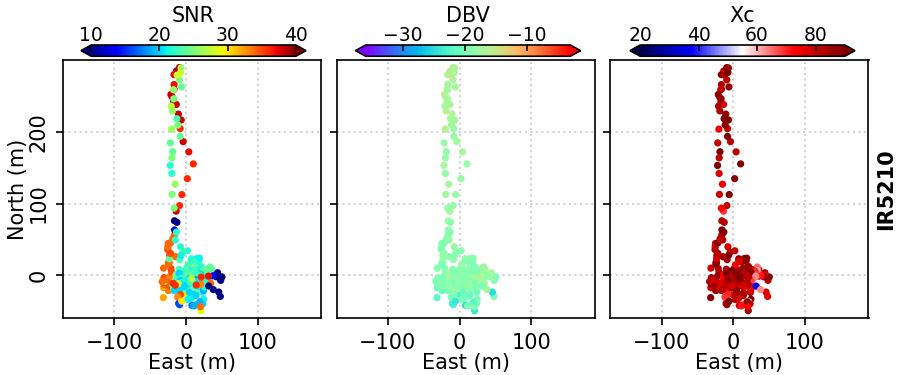 SNR DBV Xc
10 20 30 40 −30 −20 −10 20 40 60 80
North (m)
200
100
0
IR5210
−100 0 100 −100 0 100 −100 0 100
East (m) East (m) East (m)